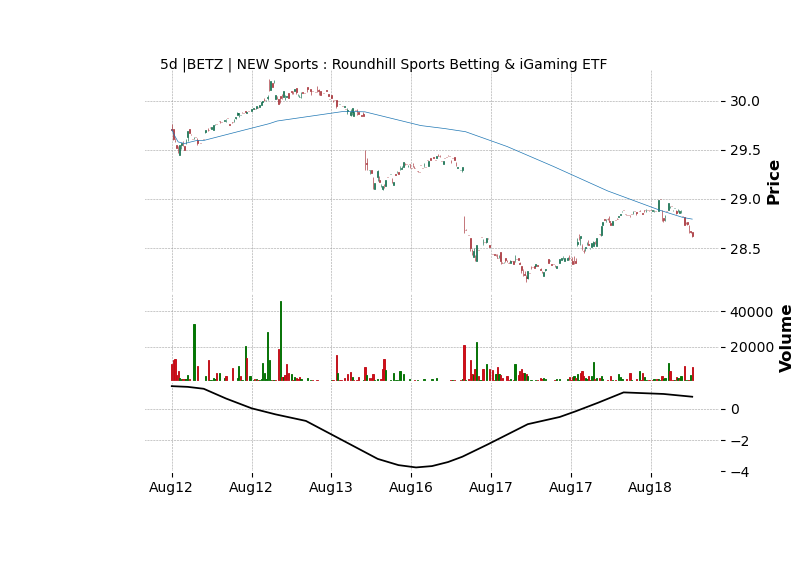 5d |BETZ | NEW Sports : Roundhill Sports Betting & iGaming ETF
30.0
29.5
29.0
28.5
Price
40000
20000
Volume
0
−2
−4
Aug12 Aug12 Aug13 Aug16 Aug17 Aug17 Aug18